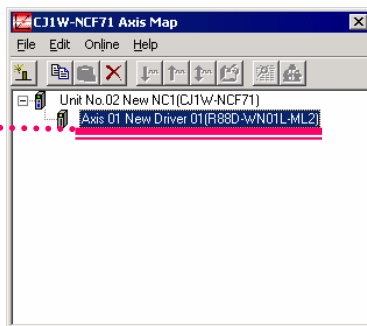 CJ1W-NCF71 Axis Map
File Edit Online Help
Unit No.02 New NC1(CJ1W-NCF71)
Axis 01 New Driver 01(R88D-WN01L-ML2)